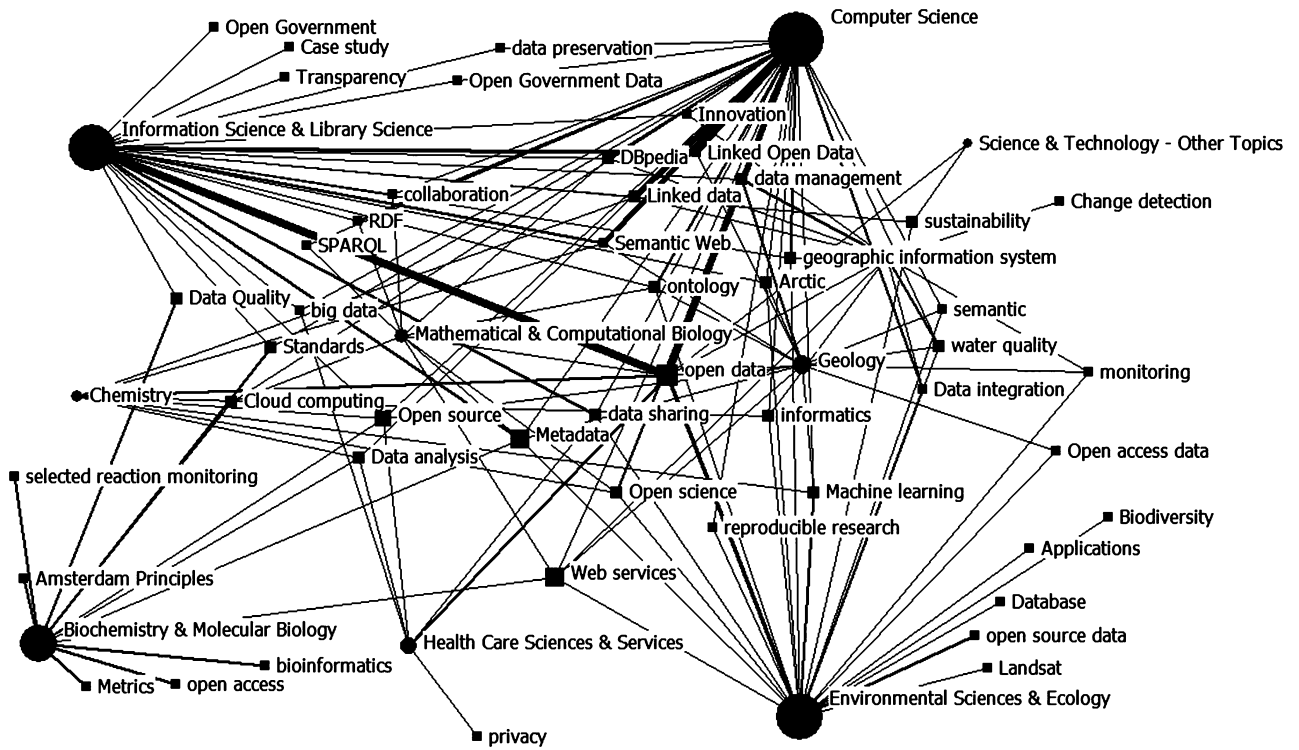 Computer Science
Open Government
Case study
data preservation
Transparency
Open Government Data
Innovation
Information Science & Library Science
Science & Technology - Other Topics
DBpedia
Linked Open Data
data management
collaboration
Linked data
Change detection
RDF
sustainability
SPARQL
Semantic Web
geographic information system
Arctic
ontology
Data Quality
big data
semantic
Mathematical & Computational Biology
Standards
water quality
Geology
open data
monitoring
Data integration
Chemistry
Cloud computing
Open source
data sharing
informatics
Metadata
Open access data
Data analysis
selected reaction monitoring
Open science
Machine learning
Biodiversity
reproducible research
Applications
Amsterdam Principles
Web services
Database
Biochemistry & Molecular Biology
Health Care Sciences & Services
open source data
bioinformatics
Landsat
Metrics
open access
Environmental Sciences & Ecology
privacy